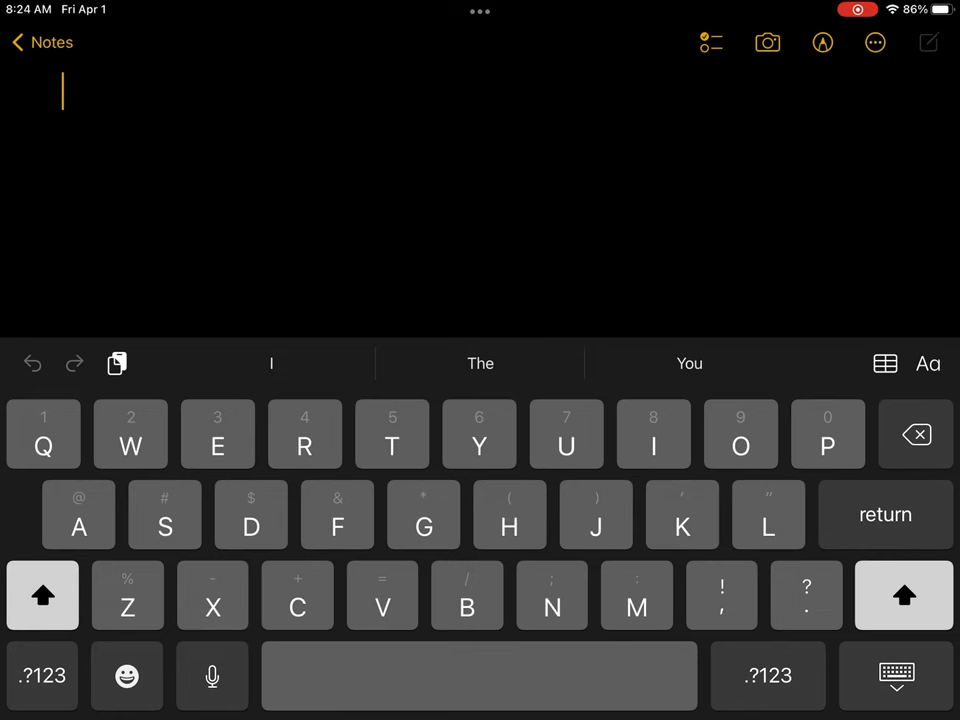 8:24 AM Fri Apr 1 86%
Notes
I The You
Aa
1 2 3 4 5 6 7 8 9 0
Q W E R T Y U I O P
@ # $ & * ( ) ' "
A S D F G H J K L return
% - + = / ; : ! ?
Z X C V B N M , .
.?123 .?123